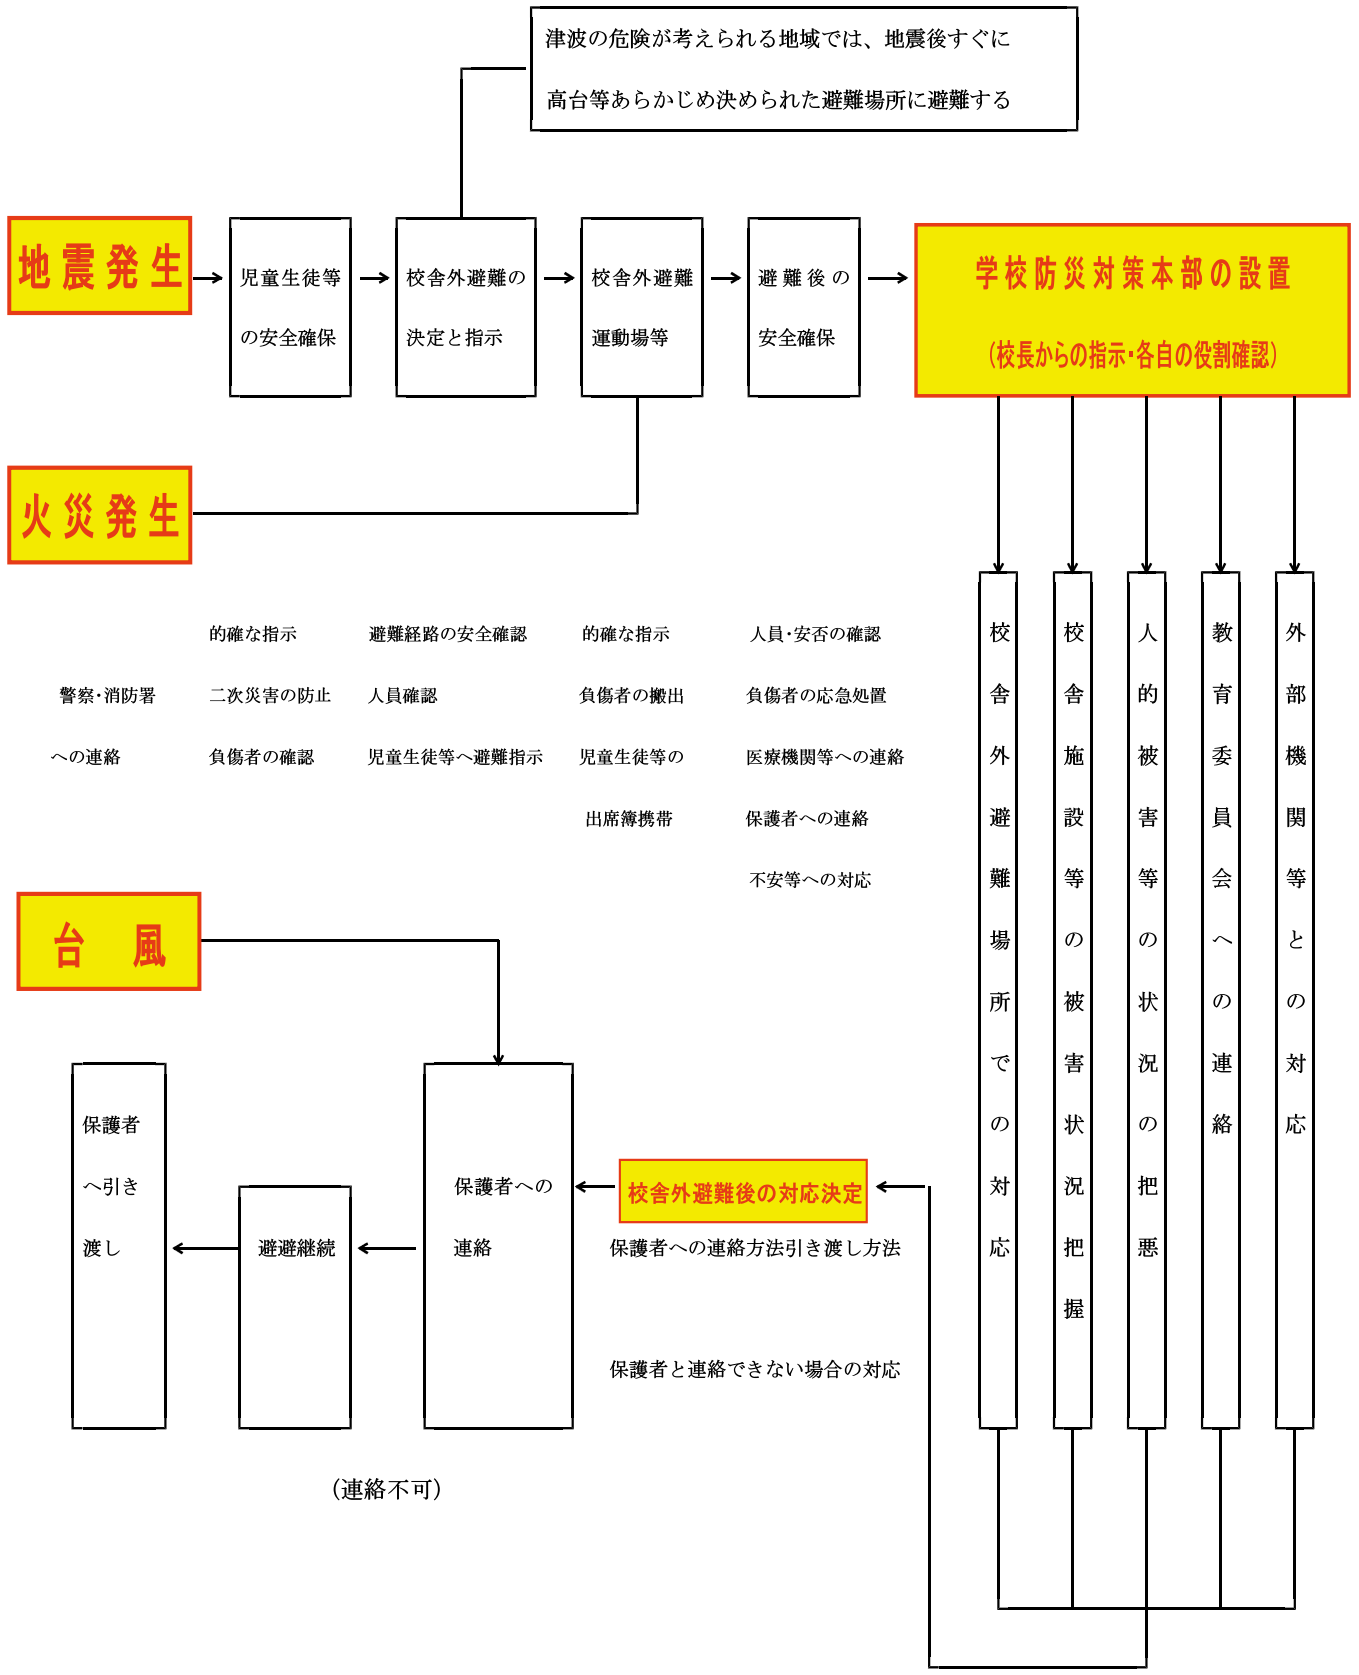 津波の危険が考えられる地域では、地震後すぐに
高台等あらかじめ決められた避難場所に避難する
地震発生
児童生徒等
の安全確保
校舎外避難の
決定と指示
校舎外避難
運動場等
避難後の
安全確保
学校防災対策本部の設置
（校長からの指示・各自の役割確認）
火災発生
警察・消防署
への連絡
的確な指示
二次災害の防止
負傷者の確認
避難経路の安全確認
人員確認
児童生徒等へ避難指示
的確な指示
負傷者の搬出
児童生徒等の
出席簿携帯
人員・安否の確認
負傷者の応急処置
医療機関等への連絡
保護者への連絡
不安等への対応
校舎外避難場所での対応
校舎施設等の被害状況把握
人的被害等の状況の把悪
教育委員会への連絡
外部機関等との対応
台風
保護者
へ引き
渡し
避避継続
保護者への
連絡
校舎外避難後の対応決定
保護者への連絡方法引き渡し方法
保護者と連絡できない場合の対応
（連絡不可）